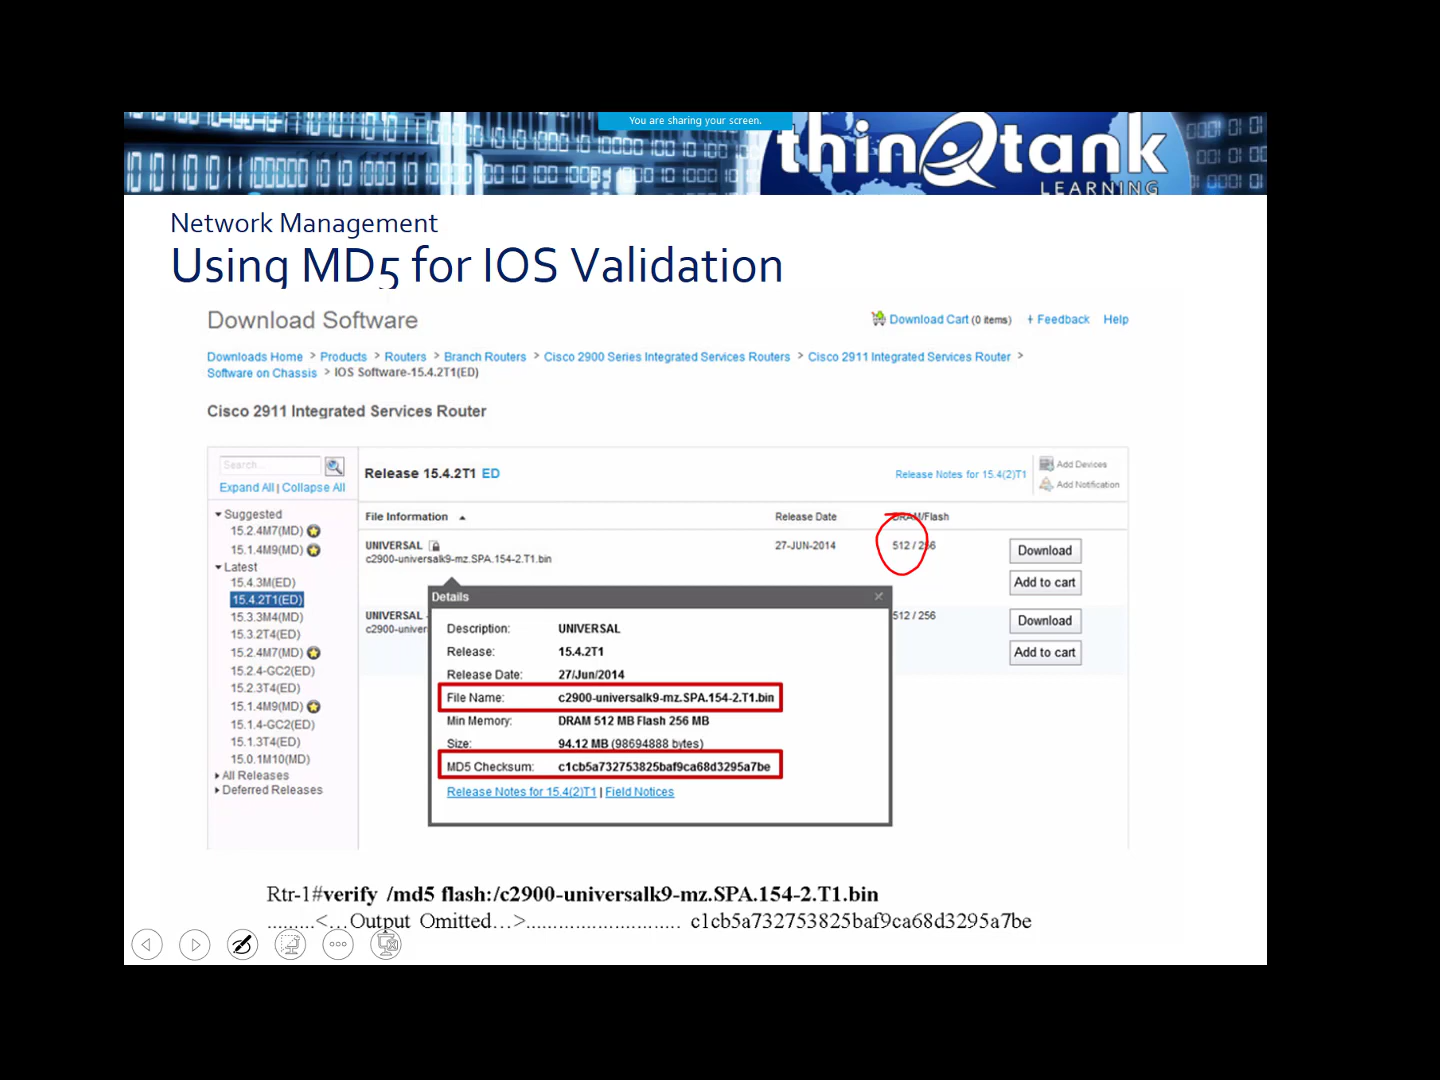 You are sharing your screen.
thinQtank
LEARNING
Network Management
Using MD5 for IOS Validation
Download Software
Download Cart (0 items) + Feedback Help
Downloads Home > Products > Routers > Branch Routers > Cisco 2900 Series Integrated Services Routers > Cisco 2911 Integrated Services Router >
Software on Chassis > IOS Software-15.4.2T1(ED)
Cisco 2911 Integrated Services Router
Search...
Expand All | Collapse All
Suggested
15.2.4M7(MD)
15.1.4M9(MD)
Latest
15.4.3M(ED)
15.4.2T1(ED)
15.3.3M4(MD)
15.3.2T4(ED)
15.2.4M7(MD)
15.2.4-GC2(ED)
15.2.3T4(ED)
15.1.4M9(MD)
15.1.4-GC2(ED)
15.1.3T4(ED)
15.0.1M10(MD)
All Releases
Deferred Releases
Release 15.4.2T1 ED
Release Notes for 15.4(2)T1
Add Devices
Add Notification
File Information Release Date DRAM/Flash
UNIVERSAL 27-JUN-2014 512 / 256 Download
c2900-universalk9-mz.SPA.154-2.T1.bin
Add to cart
UNIVERSAL 512 / 256 Download
c2900-univer
Add to cart
Details
Description: UNIVERSAL
Release: 15.4.2T1
Release Date: 27/Jun/2014
File Name: c2900-universalk9-mz.SPA.154-2.T1.bin
Min Memory: DRAM 512 MB Flash 256 MB
Size: 94.12 MB (98694888 bytes)
MD5 Checksum: c1cb5a732753825baf9ca68d3295a7be
Release Notes for 15.4(2)T1 | Field Notices
Rtr-1#verify /md5 flash:/c2900-universalk9-mz.SPA.154-2.T1.bin
.........<...Output Omitted...>............................ c1cb5a732753825baf9ca68d3295a7be